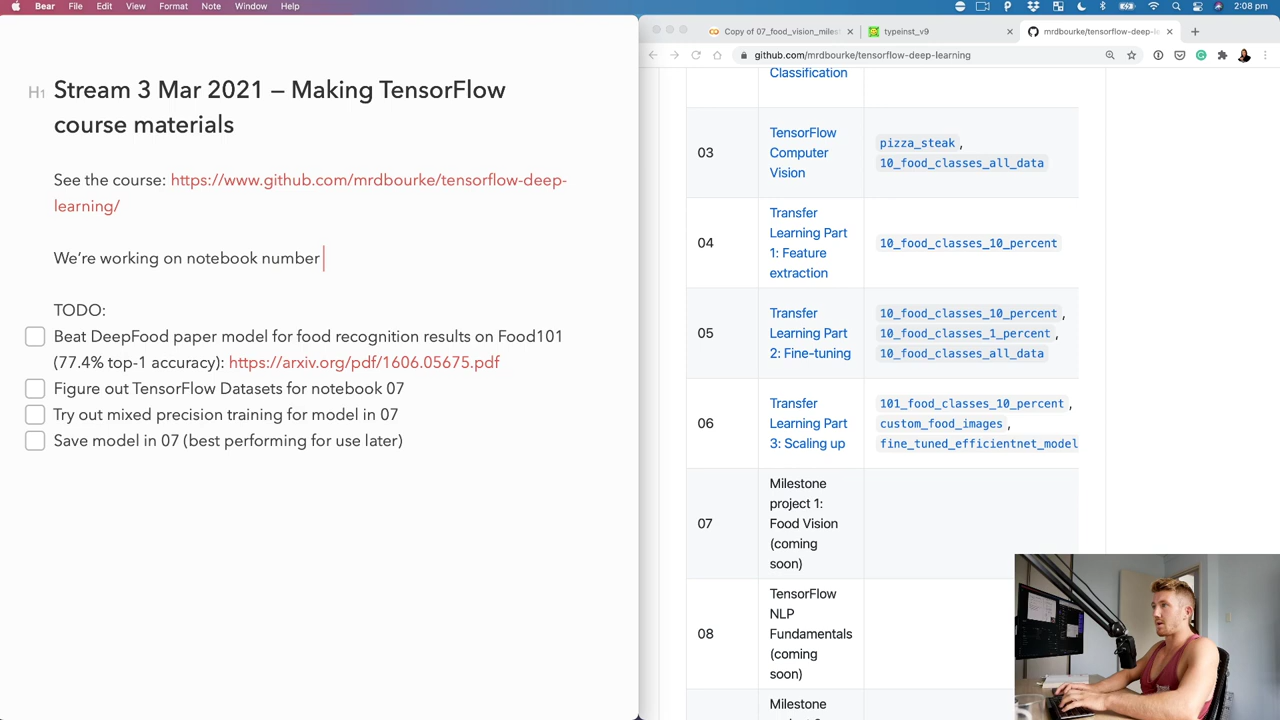 Bear File Edit View Format Note Window Help
2:08 pm
Copy of 07_food_vision_miles
typeinst_v9
mrdbourke/tensorflow-deep-le
github.com/mrdbourke/tensorflow-deep-learning
H1
Stream 3 Mar 2021 – Making TensorFlow
course materials
See the course: https://www.github.com/mrdbourke/tensorflow-deep-
learning/
We're working on notebook number
TODO:
Beat DeepFood paper model for food recognition results on Food101
(77.4% top-1 accuracy): https://arxiv.org/pdf/1606.05675.pdf
Figure out TensorFlow Datasets for notebook 07
Try out mixed precision training for model in 07
Save model in 07 (best performing for use later)
Classification
03
TensorFlow
Computer
Vision
pizza_steak ,
10_food_classes_all_data
04
Transfer
Learning Part
1: Feature
extraction
10_food_classes_10_percent
05
Transfer
Learning Part
2: Fine-tuning
10_food_classes_10_percent ,
10_food_classes_1_percent ,
10_food_classes_all_data
06
Transfer
Learning Part
3: Scaling up
101_food_classes_10_percent ,
custom_food_images ,
fine_tuned_efficientnet_model
07
Milestone
project 1:
Food Vision
(coming
soon)
08
TensorFlow
NLP
Fundamentals
(coming
soon)
Milestone